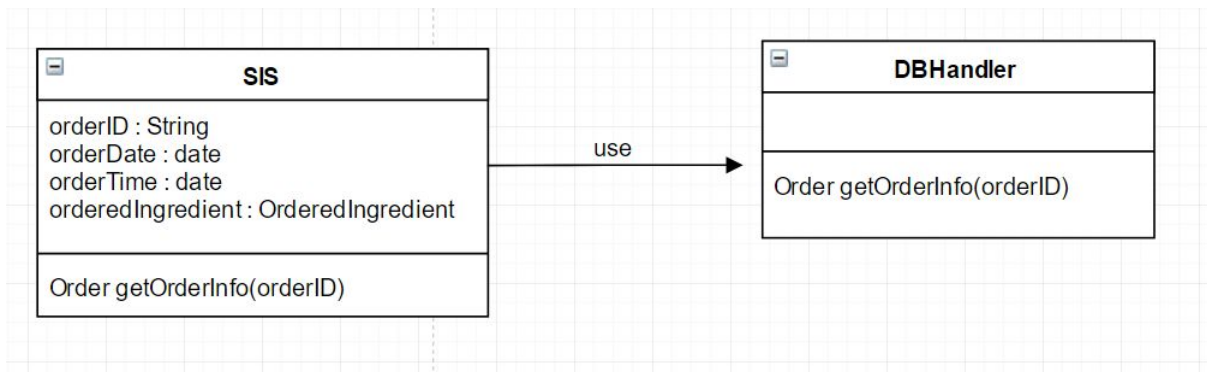 SIS
orderID : String
orderDate : date
orderTime : date
orderedIngredient : OrderedIngredient
Order getOrderInfo(orderID)
use
DBHandler
Order getOrderInfo(orderID)